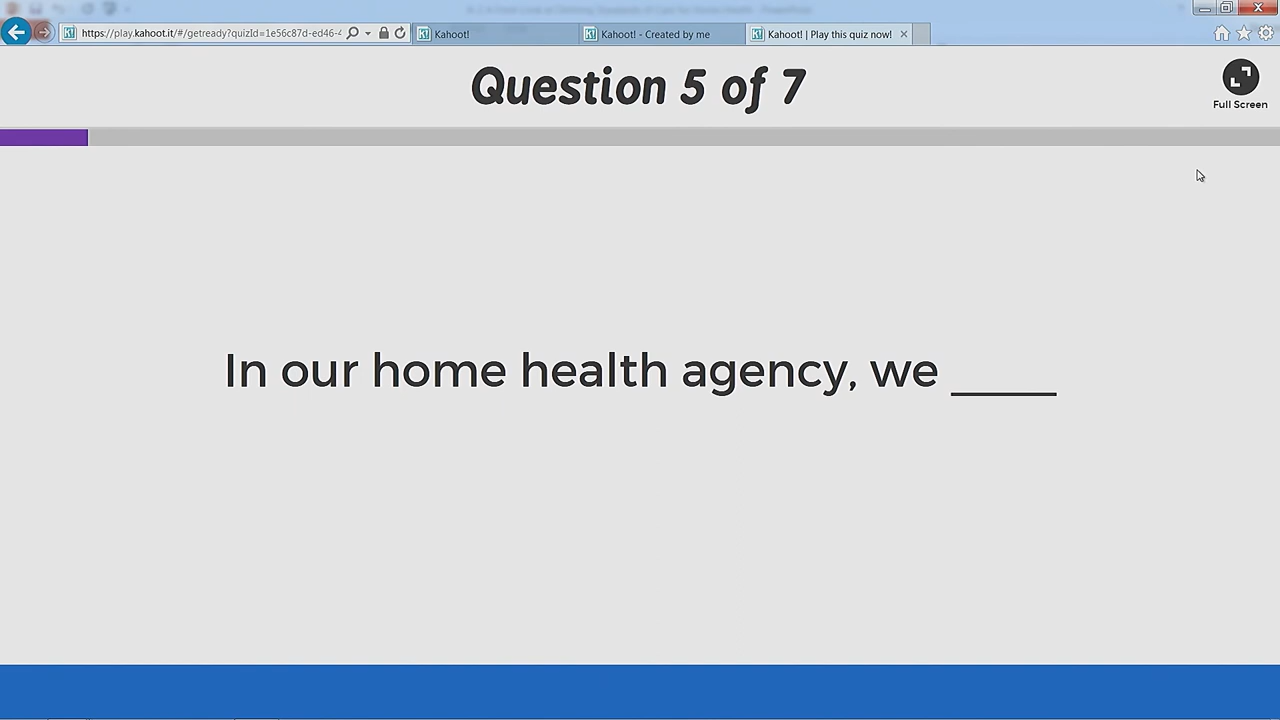 https://play.kahoot.it/#/getready?quizId=1e56c87d-ed46-4
Kahoot!
Kahoot! - Created by me
Kahoot! | Play this quiz now!
Question 5 of 7
Full Screen
In our home health agency, we _____